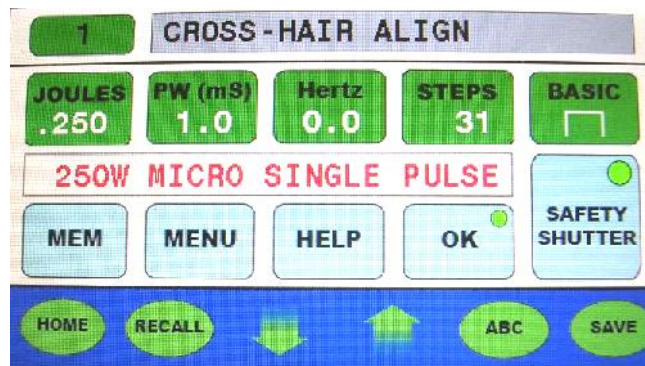 1 CROSS-HAIR ALIGN
JOULES PW (mS) Hertz STEPS BASIC
.250 1.0 0.0 31
250W MICRO SINGLE PULSE
MEM MENU HELP OK SAFETY SHUTTER
HOME RECALL ABC SAVE